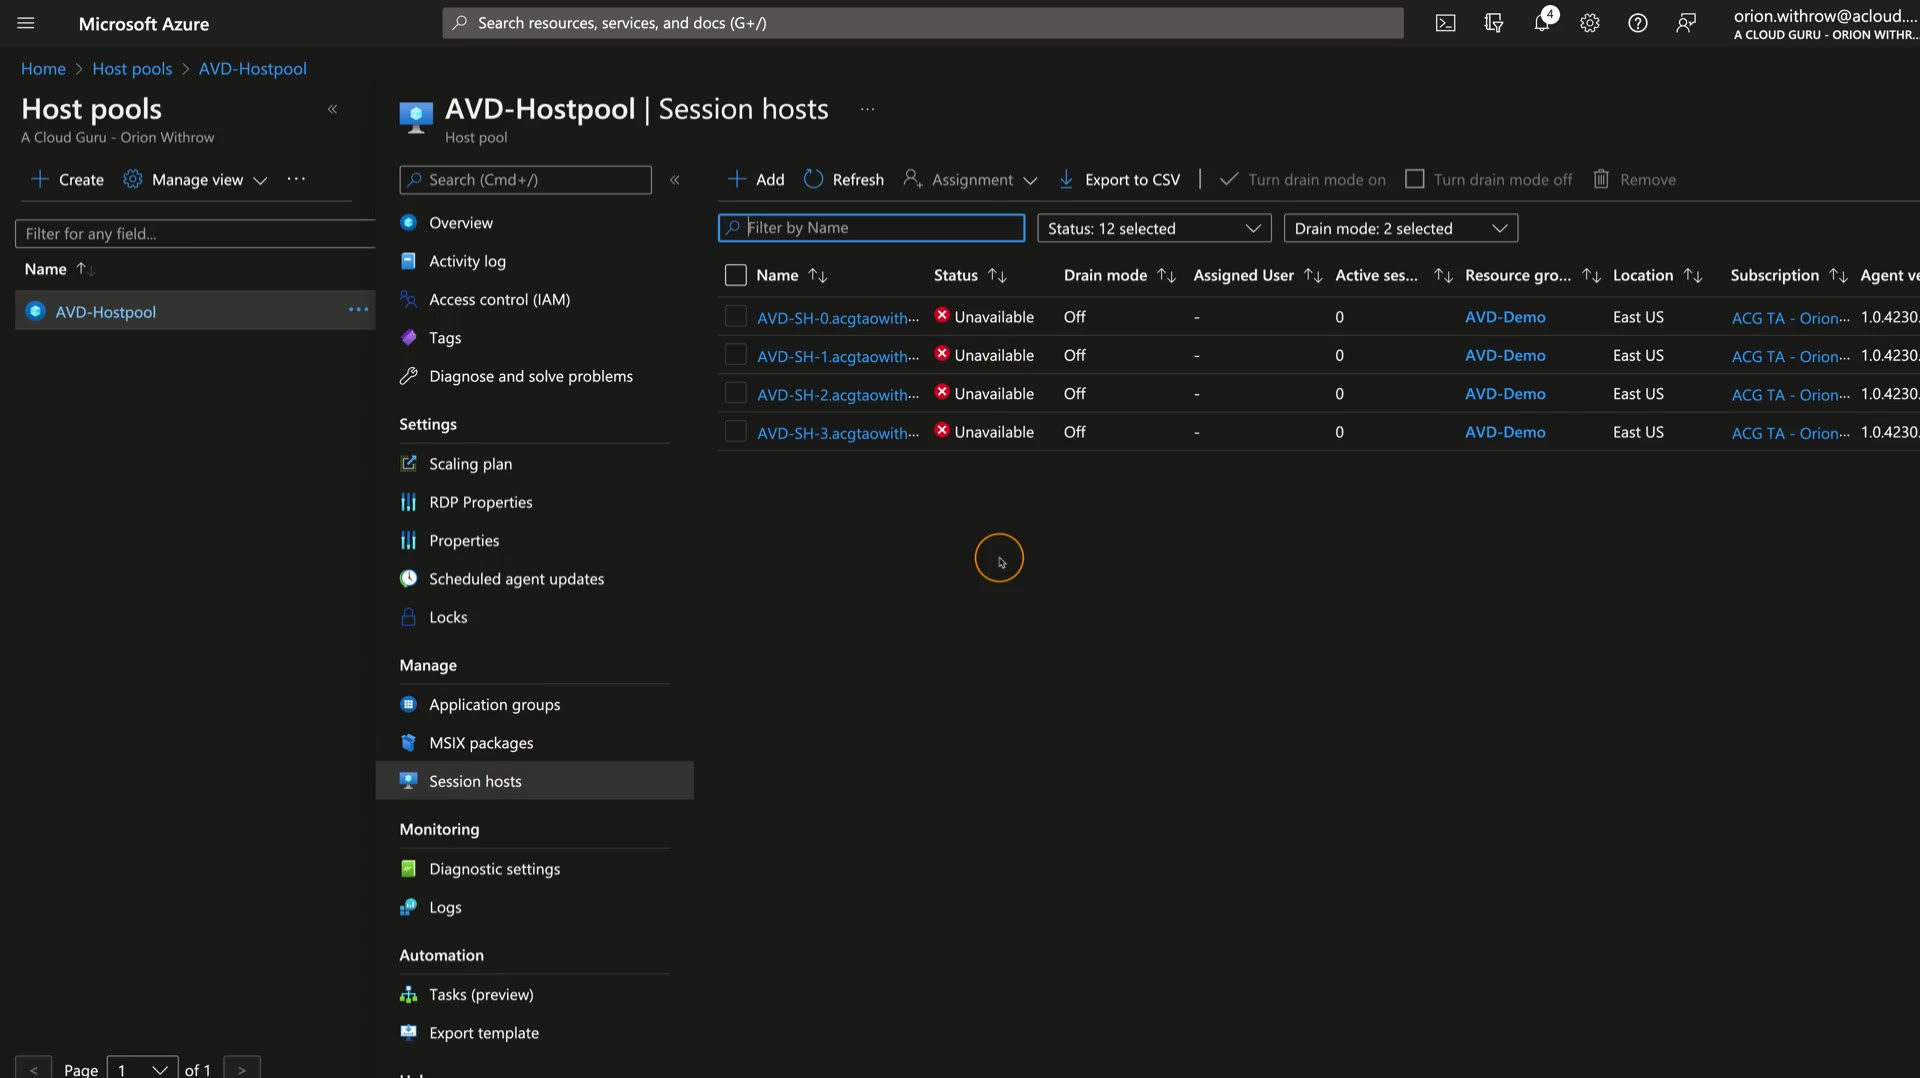 Microsoft Azure
Search resources, services, and docs (G+/)
4
orion.withrow@acloud....
A CLOUD GURU - ORION WITHR...
Home > Host pools > AVD-Hostpool
Host pools
A Cloud Guru - Orion Withrow
Create
Manage view
Filter for any field...
Name
AVD-Hostpool
< Page 1 of 1 >
AVD-Hostpool | Session hosts
Host pool
Search (Cmd+/)
Overview
Activity log
Access control (IAM)
Tags
Diagnose and solve problems
Settings
Scaling plan
RDP Properties
Properties
Scheduled agent updates
Locks
Manage
Application groups
MSIX packages
Session hosts
Monitoring
Diagnostic settings
Logs
Automation
Tasks (preview)
Export template
Add Refresh Assignment Export to CSV Turn drain mode on Turn drain mode off Remove
Filter by Name Status: 12 selected Drain mode: 2 selected
Name Status Drain mode Assigned User Active ses... Resource gro... Location Subscription Agent ve
AVD-SH-0.acgtaowith... Unavailable Off - 0 AVD-Demo East US ACG TA - Orion... 1.0.4230.
AVD-SH-1.acgtaowith... Unavailable Off - 0 AVD-Demo East US ACG TA - Orion... 1.0.4230.
AVD-SH-2.acgtaowith... Unavailable Off - 0 AVD-Demo East US ACG TA - Orion... 1.0.4230.
AVD-SH-3.acgtaowith... Unavailable Off - 0 AVD-Demo East US ACG TA - Orion... 1.0.4230.